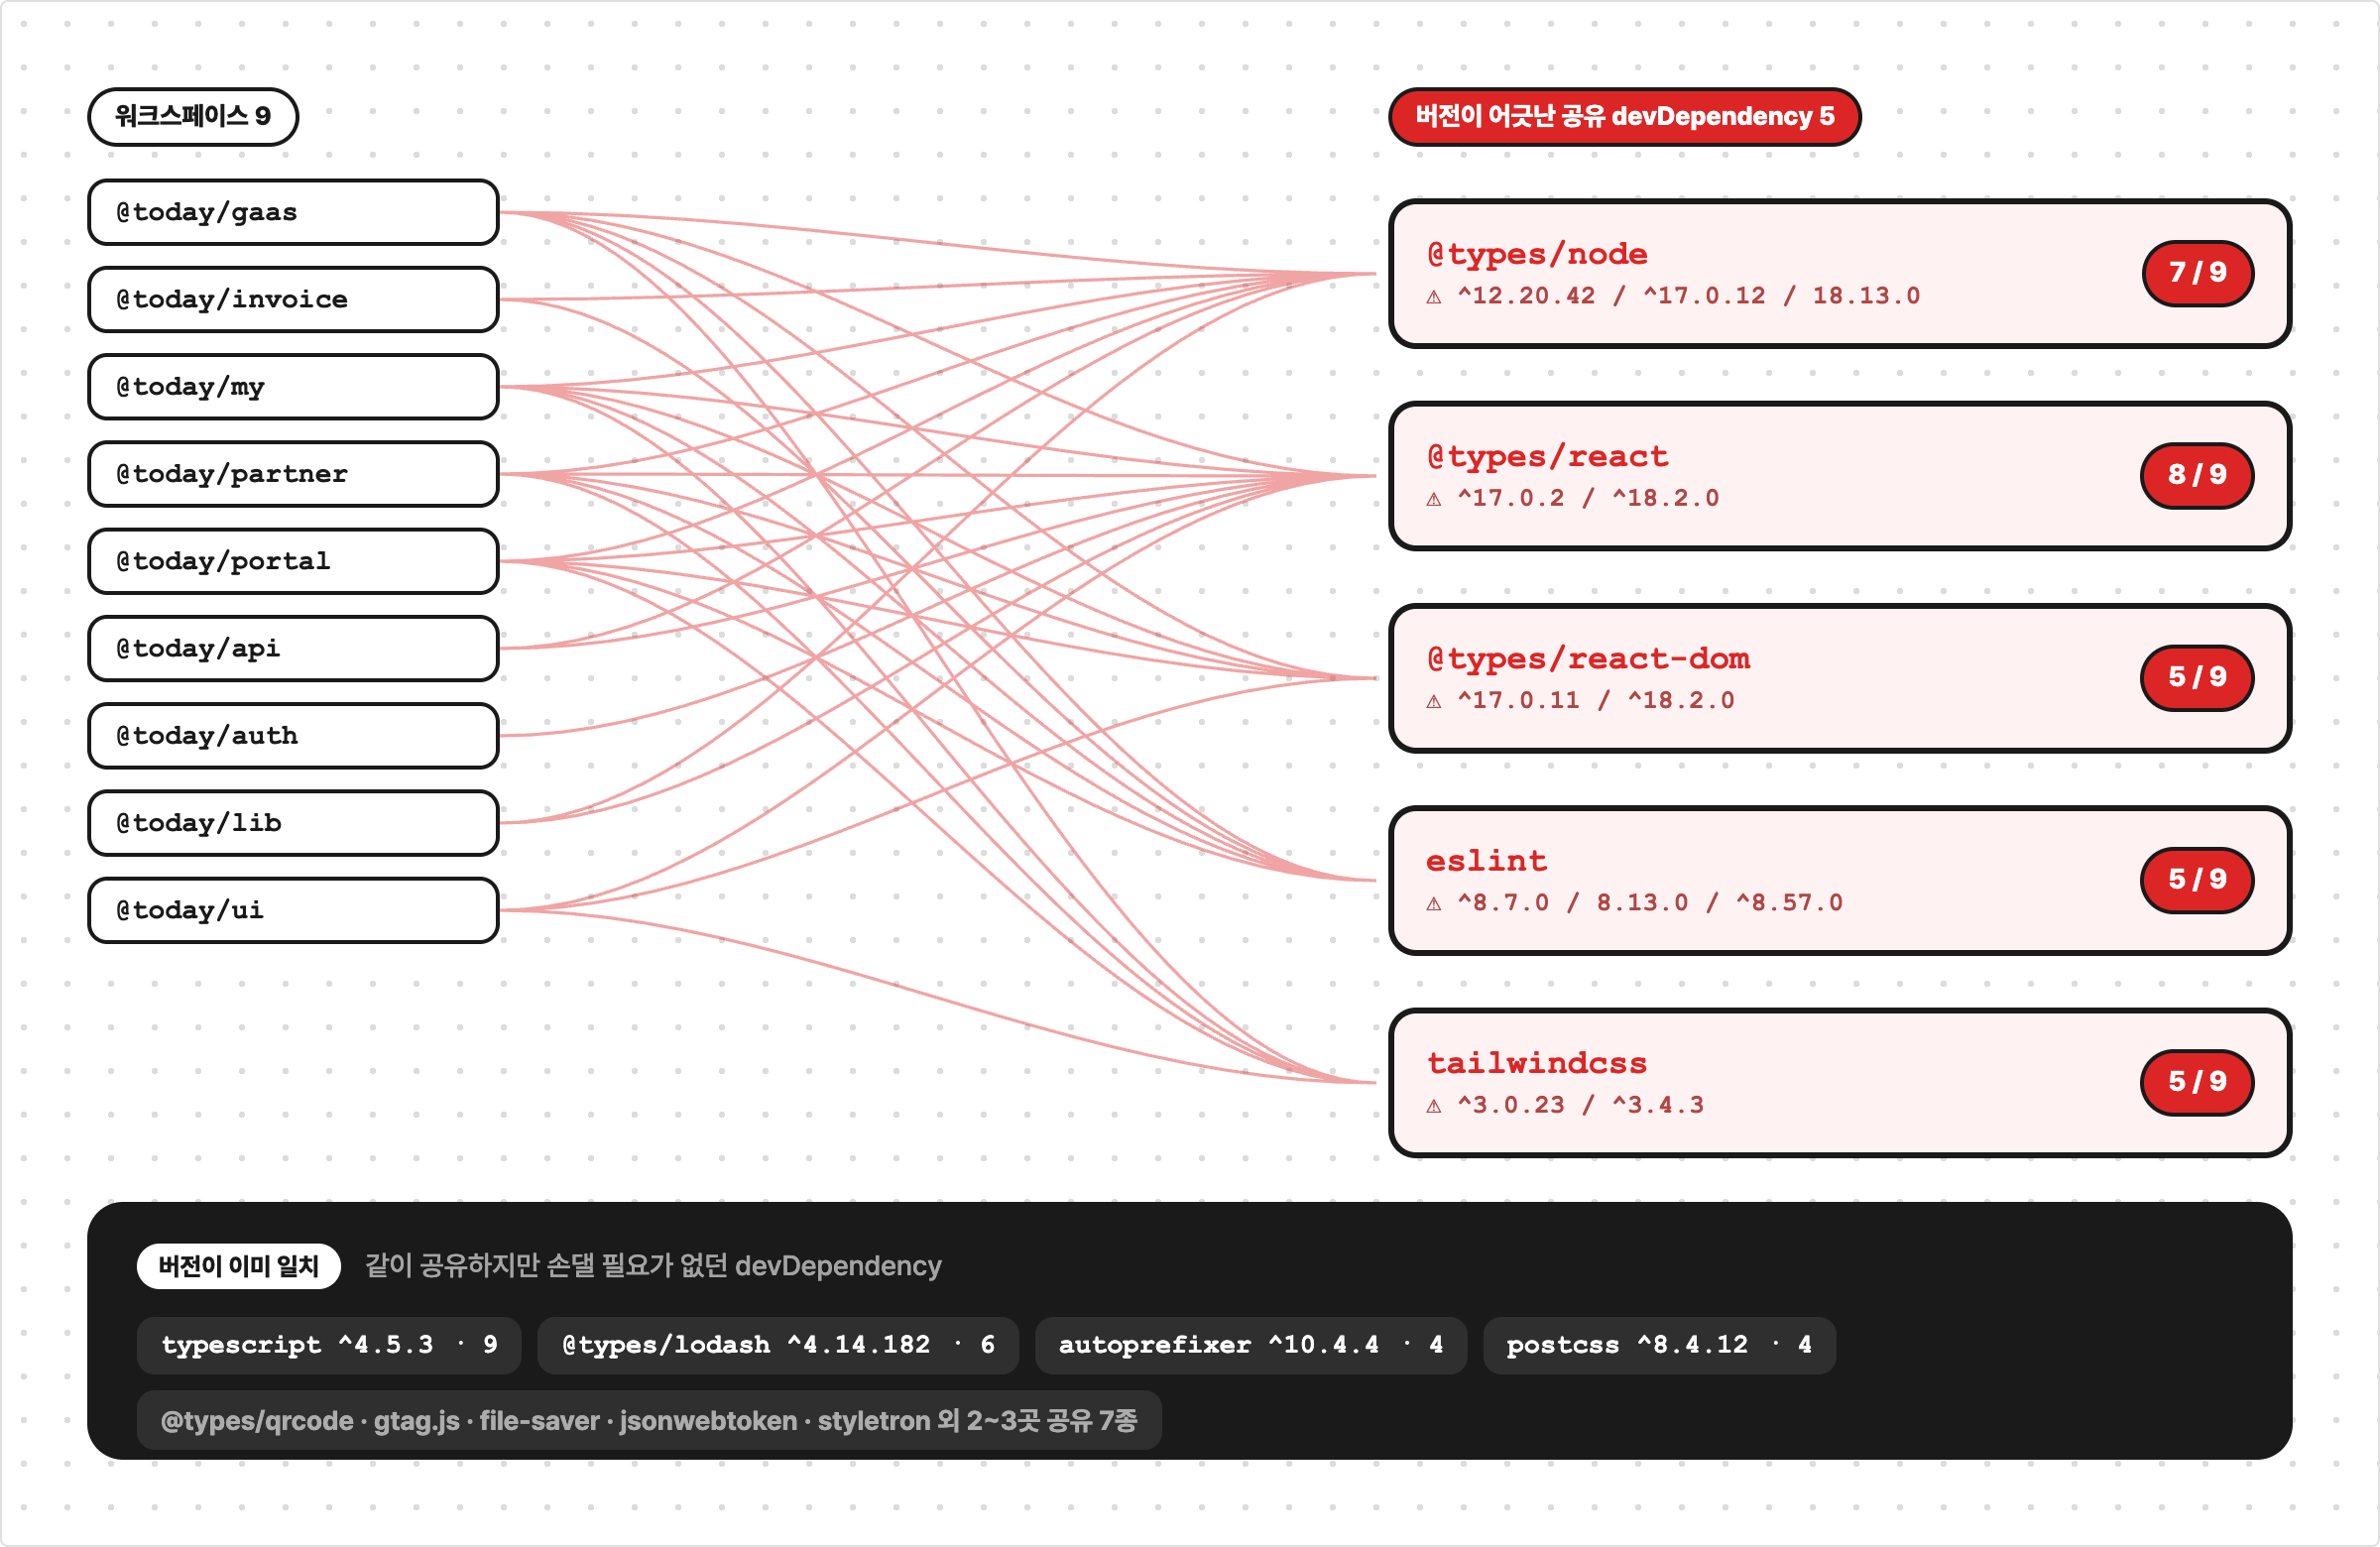 워크스페이스 9
@today/gaas
@today/invoice
@today/my
@today/partner
@today/portal
@today/api
@today/auth
@today/lib
@today/ui
버전이 어긋난 공유 devDependency 5
@types/node
⚠ ^12.20.42 / ^17.0.12 / 18.13.0
7/9
@types/react
⚠ ^17.0.2 / ^18.2.0
8/9
@types/react-dom
⚠ ^17.0.11 / ^18.2.0
5/9
eslint
⚠ ^8.7.0 / 8.13.0 / ^8.57.0
5/9
tailwindcss
⚠ ^3.0.23 / ^3.4.3
5/9
버전이 이미 일치 같이 공유하지만 손댈 필요가 없던 devDependency
typescript ^4.5.3 · 9 @types/lodash ^4.14.182 · 6 autoprefixer ^10.4.4 · 4 postcss ^8.4.12 · 4
@types/qrcode · gtag.js · file-saver · jsonwebtoken · styletron 외 2~3곳 공유 7종